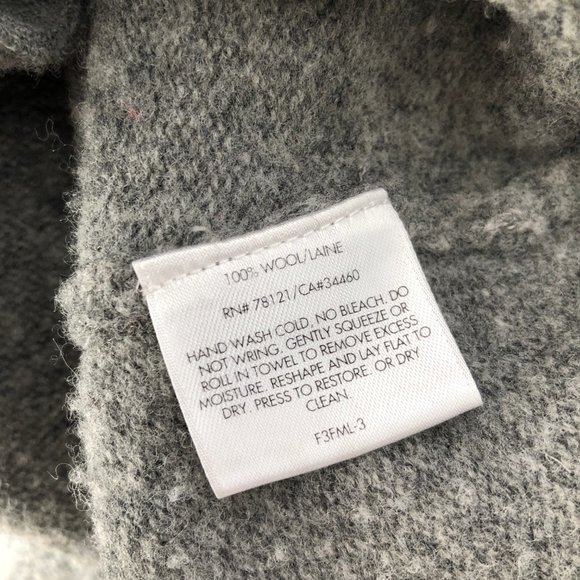 100% WOOL/LAINE
RN# 78121/CA#34460
HAND WASH COLD, NO BLEACH. DO
NOT WRING. GENTLY SQUEEZE OR
ROLL IN TOWEL TO REMOVE EXCESS
MOISTURE. RESHAPE AND LAY FLAT TO
DRY. PRESS TO RESTORE. OR DRY
CLEAN.
F3FML-3